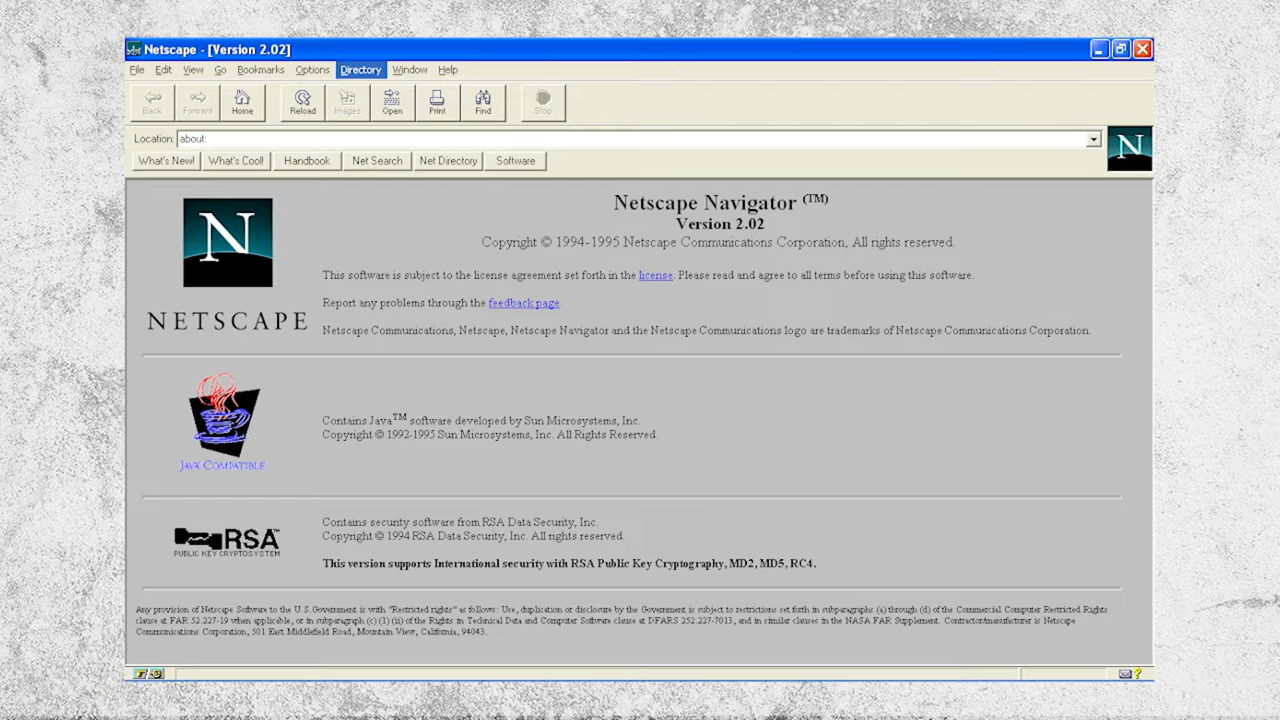 Netscape - [Version 2.02]
File Edit View Go Bookmarks Options Directory Window Help
Back Forward Home Reload Images Open Print Find Stop
Location: about:
N
What's New! What's Cool! Handbook Net Search Net Directory Software
N
NETSCAPE
Netscape Navigator (TM)
Version 2.02
Copyright © 1994-1995 Netscape Communications Corporation, All rights reserved.
This software is subject to the license agreement set forth in the license. Please read and agree to all terms before using this software.
Report any problems through the feedback page.
Netscape Communications, Netscape, Netscape Navigator and the Netscape Communications logo are trademarks of Netscape Communications Corporation.
JAVA COMPATIBLE
Contains Java™ software developed by Sun Microsystems, Inc.
Copyright © 1992-1995 Sun Microsystems, Inc. All Rights Reserved.
RSA™
PUBLIC KEY CRYPTOSYSTEM
Contains security software from RSA Data Security, Inc.
Copyright © 1994 RSA Data Security, Inc. All rights reserved.
This version supports International security with RSA Public Key Cryptography, MD2, MD5, RC4.
Any provision of Netscape Software to the U.S.Government is with "Restricted rights" as follows: Use, duplication or disclosure by the Government is subject to restrictions set forth in subparagraphs (a) through (d) of the Commercial Computer Restricted Rights
clause at FAR 52.227-19 when applicable, or in subparagraph (c) (1) (ii) of the Rights in Technical Data and Computer Software clause at DFARS 252.227-7013, and in similar clauses in the NASA FAR Supplement. Contractor/manufacturer is Netscape
Communications Corporation, 501 East Middlefield Road, Mountain View, California, 94043.